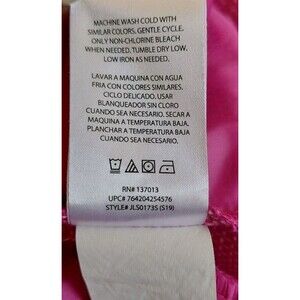 MACHINE WASH COLD WITH
SIMILAR COLORS, GENTLE CYCLE.
ONLY NON-CHLORINE BLEACH
WHEN NEEDED. TUMBLE DRY LOW,
LOW IRON AS NEEDED.
LAVAR A MAQUINA CON AGUA
FRIA CON COLORES SIMILARES.
CICLO DELICADO. USAR
BLANQUEADOR SIN CLORO
CUANDO SEA NECESARIO. SECAR A
MAQUINA A TEMPERATURA BAJA.
PLANCHAR A TEMPERATURA BAJA
CUANDO SEA NECESARIO.
RN# 137013
UPC# 764204254576
STYLE# JLS0173S (S19)